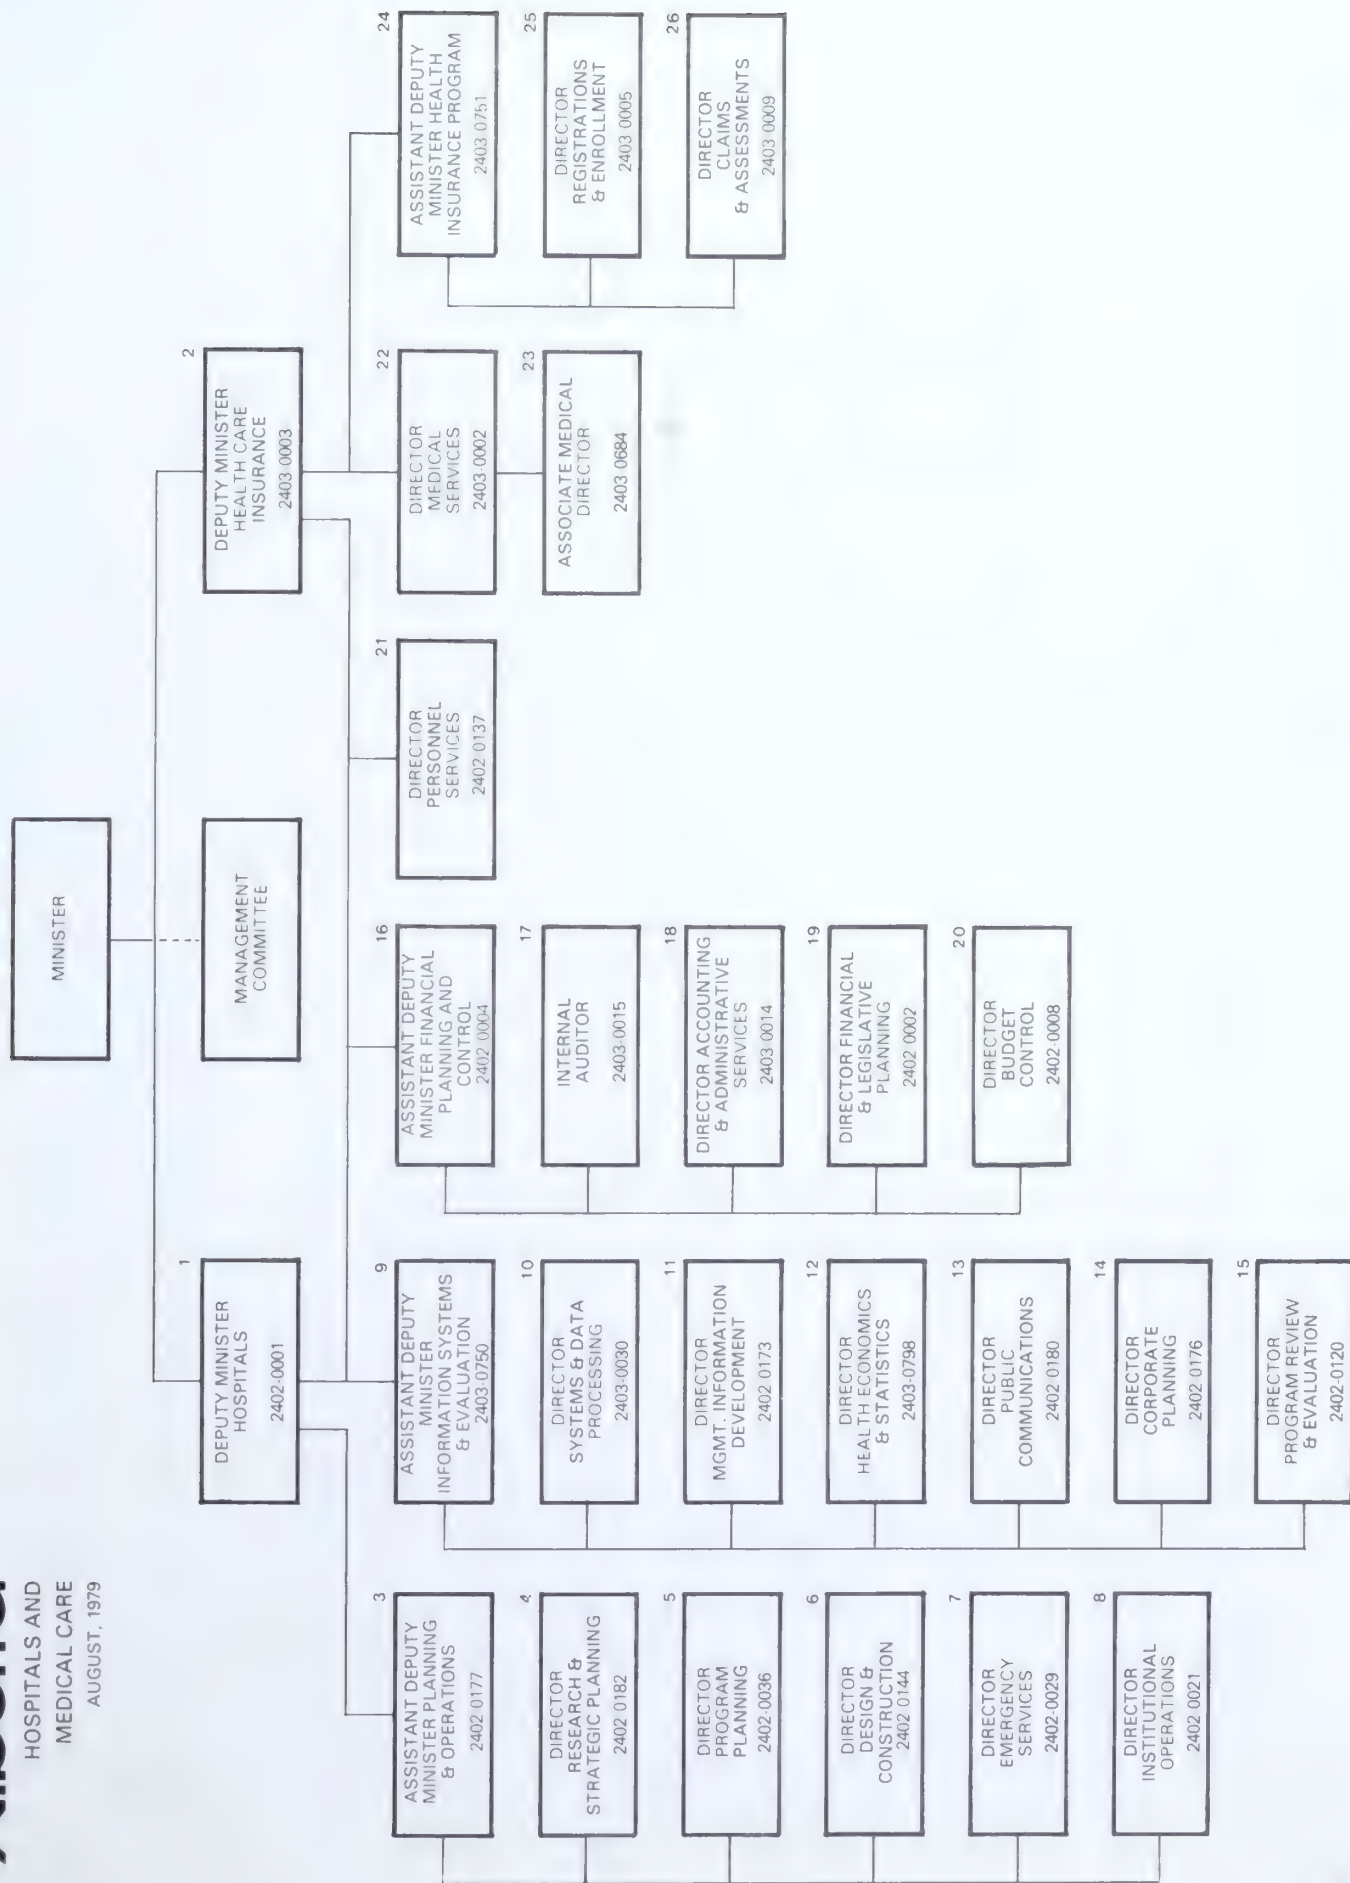 HOSPITALS AND
MEDICAL CARE
AUGUST, 1979
MINISTER
MANAGEMENT
COMMITTEE
1
DEPUTY MINISTER
HOSPITALS
2402-0001
2
DEPUTY MINISTER
HEALTH CARE
INSURANCE
2403 0003
3
ASSISTANT DEPUTY
MINISTER PLANNING
& OPERATIONS
2402 0177
4
DIRECTOR
RESEARCH &
STRATEGIC PLANNING
2402 0182
5
DIRECTOR
PROGRAM
PLANNING
2402-0036
6
DIRECTOR
DESIGN &
CONSTRUCTION
2402 0144
7
DIRECTOR
EMERGENCY
SERVICES
2402-0029
8
DIRECTOR
INSTITUTIONAL
OPERATIONS
2402 0021
9
ASSISTANT DEPUTY
MINISTER
INFORMATION SYSTEMS
& EVALUATION
2403-0750
10
DIRECTOR
SYSTEMS & DATA
PROCESSING
2403-0030
11
DIRECTOR
MGMT. INFORMATION
DEVELOPMENT
2402 0173
12
DIRECTOR
HEALTH ECONOMICS
& STATISTICS
2403-0798
13
DIRECTOR
PUBLIC
COMMUNICATIONS
2402 0180
14
DIRECTOR
CORPORATE
PLANNING
2402 0176
15
DIRECTOR
PROGRAM REVIEW
& EVALUATION
2402-0120
16
ASSISTANT DEPUTY
MINISTER FINANCIAL
PLANNING AND
CONTROL
2402 0004
17
INTERNAL
AUDITOR
2403-0015
18
DIRECTOR ACCOUNTING
& ADMINISTRATIVE
SERVICES
2403 0014
19
DIRECTOR FINANCIAL
& LEGISLATIVE
PLANNING
2402 0002
20
DIRECTOR
BUDGET
CONTROL
2402-0008
21
DIRECTOR
PERSONNEL
SERVICES
2402 0137
22
DIRECTOR
MEDICAL
SERVICES
2403-0002
23
ASSOCIATE MEDICAL
DIRECTOR
2403 0684
24
ASSISTANT DEPUTY
MINISTER HEALTH
INSURANCE PROGRAM
2403 0751
25
DIRECTOR
REGISTRATIONS
& ENROLLMENT
2403 0005
26
DIRECTOR
CLAIMS
& ASSESSMENTS
2403 0009